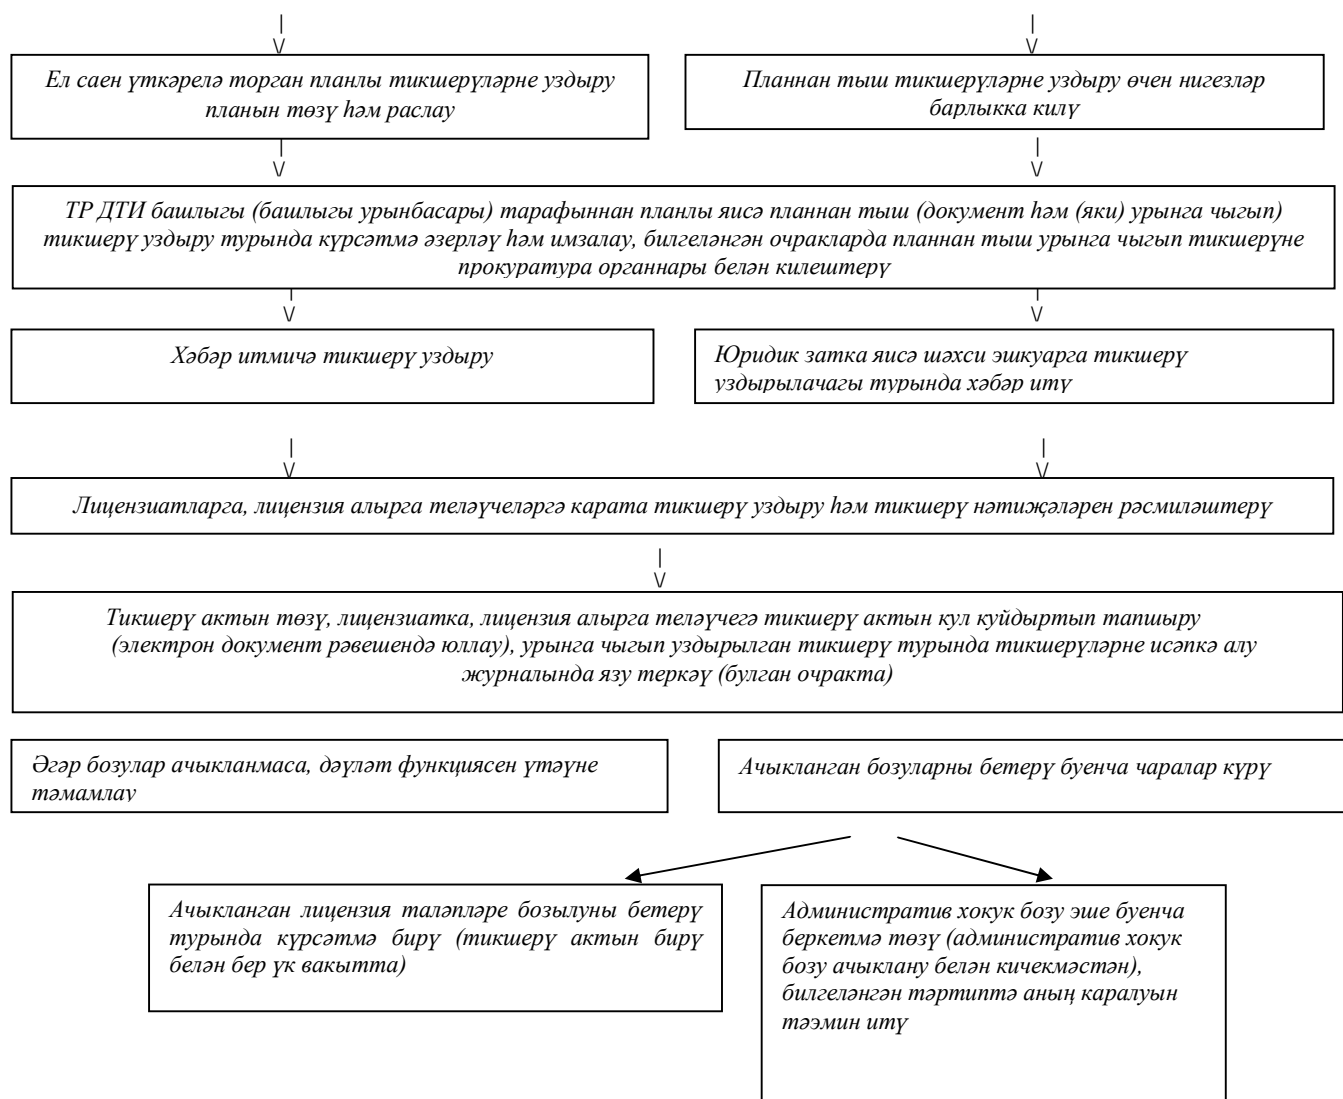 Ел саен үткәрелә торган планлы тикшерүләрне уздыру
планын төзү һәм раслау
Планнан тыш тикшерүләрне уздыру өчен нигезләр
барлыкка килү
ТР ДТИ башлыгы (башлыгы урынбасары) тарафыннан планлы яисә планнан тыш (документ һәм (яки) урынга чыгып)
тикшерү уздыру турында күрсәтмә әзерләү һәм имзалау, билгеләнгән очракларда планнан тыш урынга чыгып тикшерүне
прокуратура органнары белән килештерү
Хәбәр итмичә тикшерү уздыру
Юридик затка яисә шәхси эшкуарга тикшерү
уздырылачагы турында хәбәр итү
Лицензиатларга, лицензия алырга теләүчеләргә карата тикшерү уздыру һәм тикшерү нәтиҗәләрен рәсмиләштерү
Тикшерү актын төзү, лицензиатка, лицензия алырга теләүчегә тикшерү актын кул куйдыртып тапшыру
(электрон документ рәвешендә юллау), урынга чыгып уздырылган тикшерү турында тикшерүләрне исәпкә алу
журналында язу теркәү (булган очракта)
Әгәр бозулар ачыкланмаса, дәүләт функциясен үтәүне
тәмамлау
Ачыкланган бозуларны бетерү буенча чаралар күрү
Ачыкланган лицензия таләпләре бозылуны бетерү
турында күрсәтмә бирү (тикшерү актын бирү
белән бер үк вакытта)
Административ хокук бозу эше буенча
беркетмә төзү (административ хокук
бозу ачыклану белән кичекмәстән),
билгеләнгән тәртиптә аның каралуын
тәэмин итү